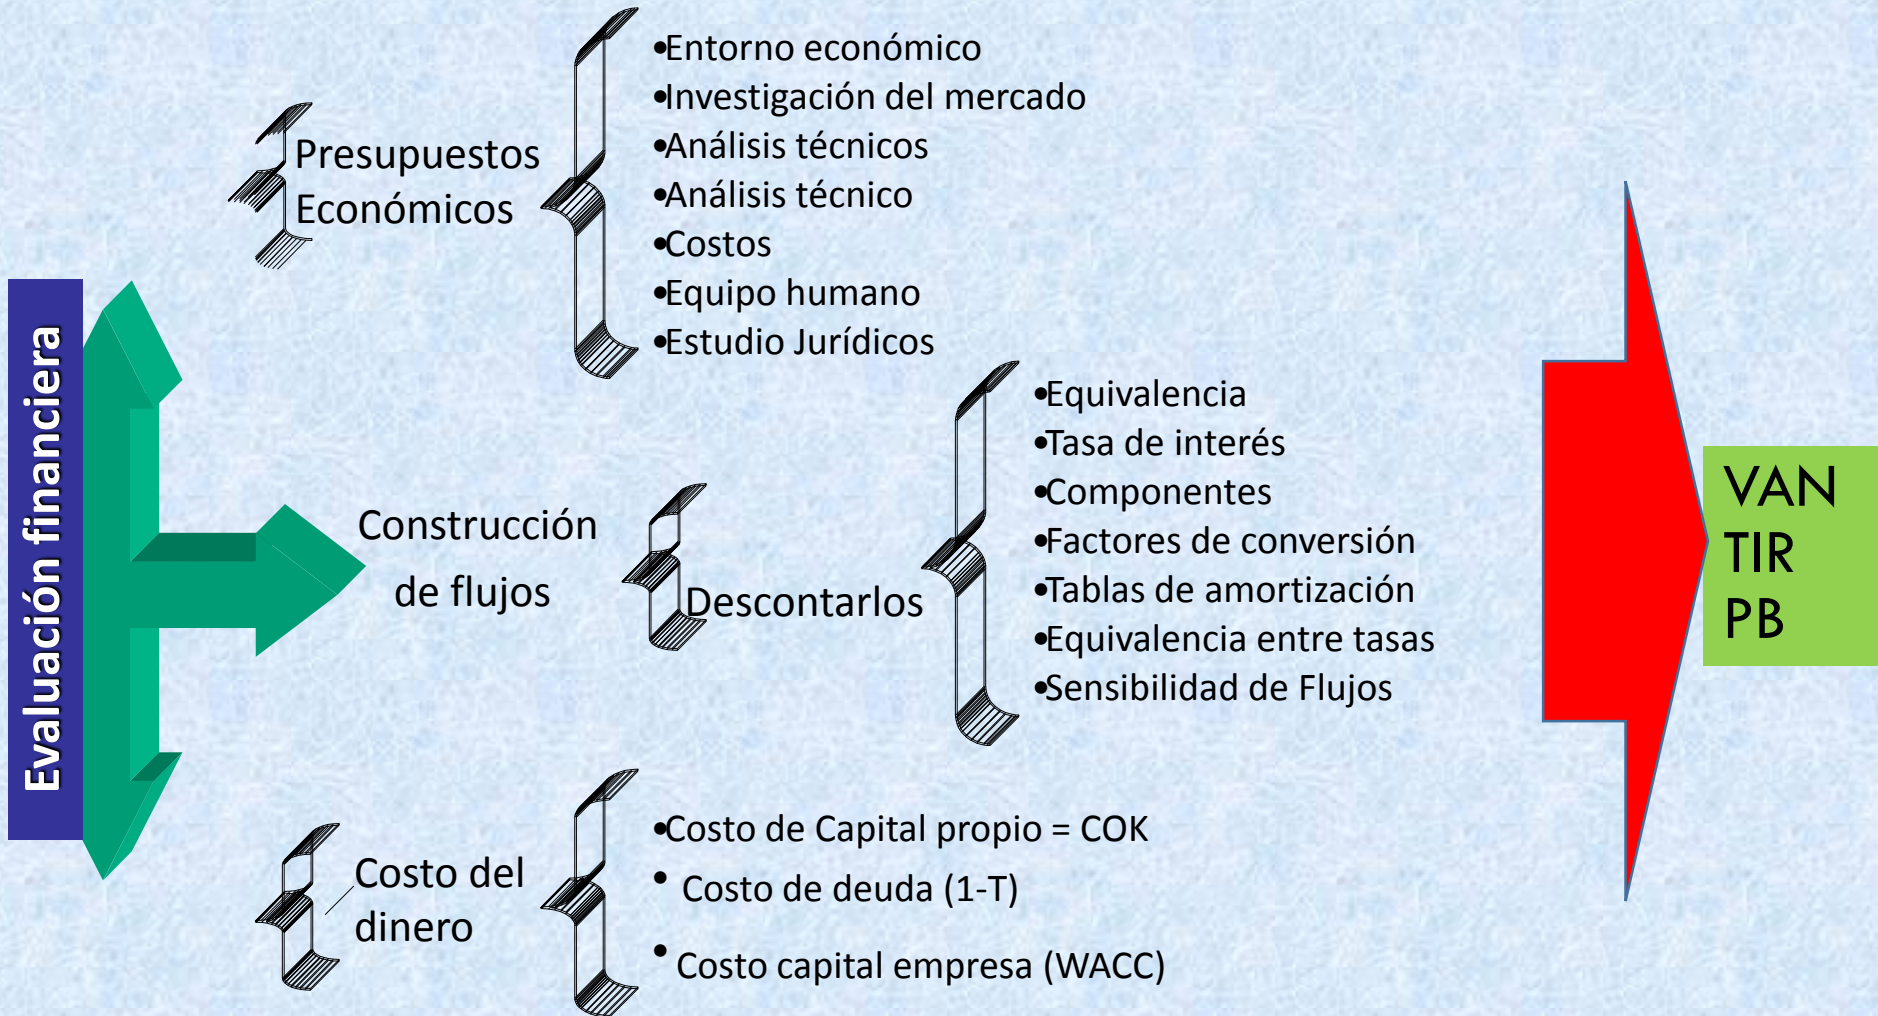 Evaluación financiera
Presupuestos
Económicos
•Entorno económico
•Investigación del mercado
•Análisis técnicos
•Análisis técnico
•Costos
•Equipo humano
•Estudio Jurídicos
Construcción
de flujos
Descontarlos
•Equivalencia
•Tasa de interés
•Componentes
•Factores de conversión
•Tablas de amortización
•Equivalencia entre tasas
•Sensibilidad de Flujos
Costo del
dinero
•Costo de Capital propio = COK
• Costo de deuda (1-T)
• Costo capital empresa (WACC)
VAN
TIR
PB